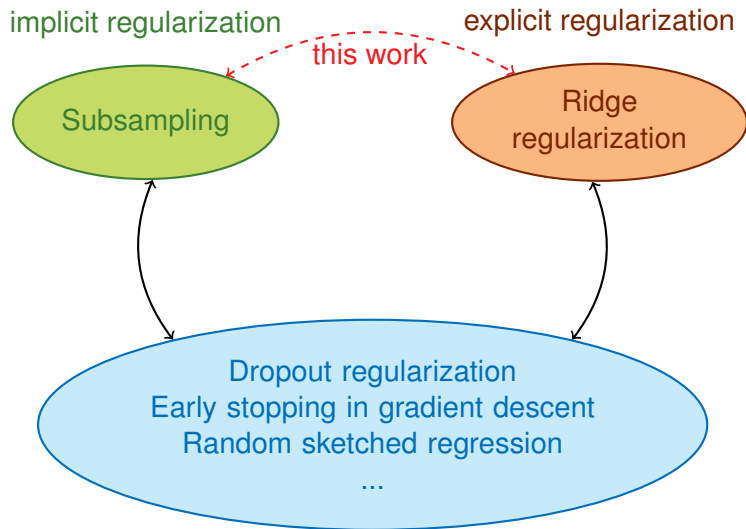 implicit regularization
explicit regularization
this work
Subsampling
Ridge
regularization
Dropout regularization
Early stopping in gradient descent
Random sketched regression
...